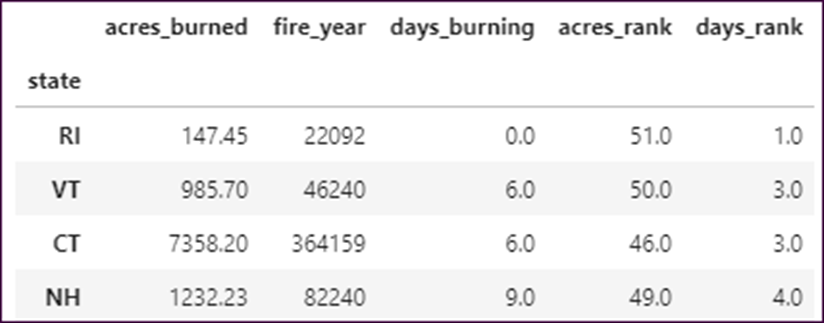 acres_burned fire_year days_burning acres_rank days_rank
state
RI 147.45 22092 0.0 51.0 1.0
VT 985.70 46240 6.0 50.0 3.0
CT 7358.20 364159 6.0 46.0 3.0
NH 1232.23 82240 9.0 49.0 4.0